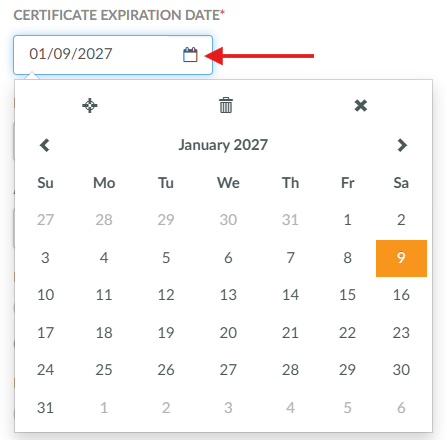 CERTIFICATE EXPIRATION DATE*
01/09/2027
January 2027
Su Mo Tu We Th Fr Sa
27 28 29 30 31 1 2
3 4 5 6 7 8 9
10 11 12 13 14 15 16
17 18 19 20 21 22 23
24 25 26 27 28 29 30
31 1 2 3 4 5 6